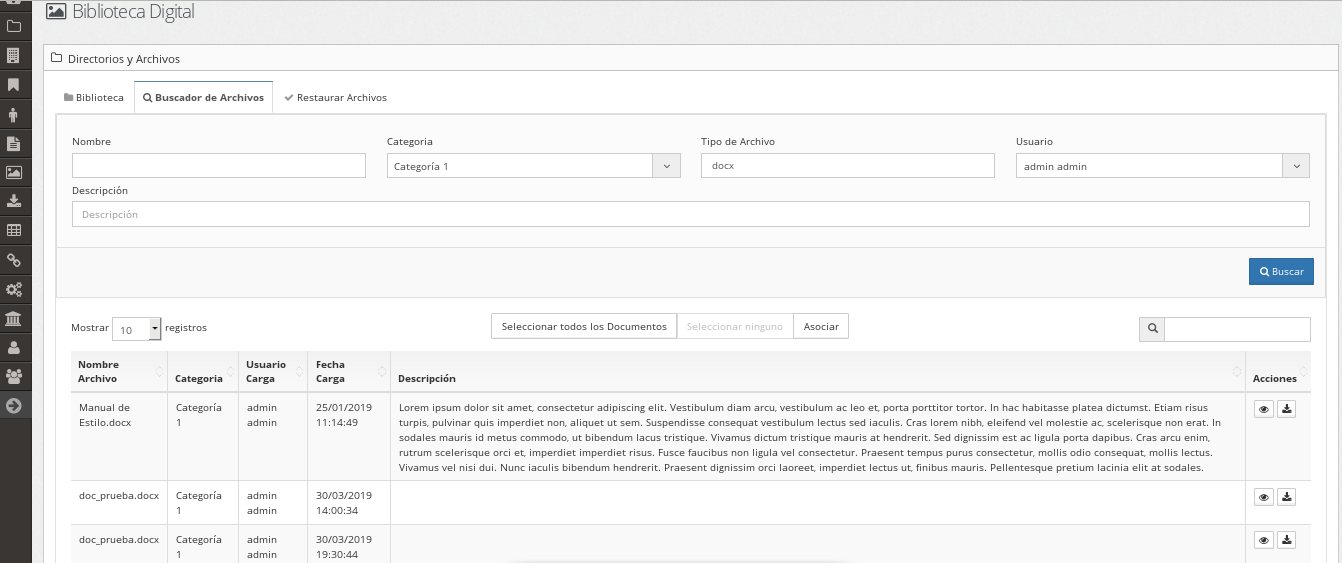 Biblioteca Digital
Directorios y Archivos
Biblioteca
Buscador de Archivos
Restaurar Archivos
Nombre
Categoria
Tipo de Archivo
Usuario
Categoría 1
docx
admin admin
Descripción
Descripción
Buscar
Mostrar 10 registros
Seleccionar todos los Documentos
Seleccionar ninguno
Asociar
Nombre Archivo
Categoria
Usuario Carga
Fecha Carga
Descripción
Acciones
Manual de Estilo.docx
Categoría 1
admin admin
25/01/2019 11:14:49
Lorem ipsum dolor sit amet, consectetur adipiscing elit. Vestibulum diam arcu, vestibulum ac leo et, porta porttitor tortor. In hac habitasse platea dictumst. Etiam risus
turpis, pulvinar quis imperdiet non, aliquet ut sem. Suspendisse consequat vestibulum lectus sed iaculis. Cras lorem nibh, eleifend vel molestie ac, scelerisque non erat. In
sodales mauris id metus commodo, ut bibendum lacus tristique. Vivamus dictum tristique mauris at hendrerit. Sed dignissim est ac ligula porta dapibus. Cras arcu enim,
rutrum scelerisque orci et, imperdiet imperdiet risus. Fusce faucibus non ligula vel consectetur. Praesent tempus purus consectetur, mollis odio consequat, mollis lectus.
Vivamus vel nisi dui. Nunc iaculis bibendum hendrerit. Praesent dignissim orci laoreet, imperdiet lectus ut, finibus mauris. Pellentesque pretium lacinia elit at sodales.
doc_prueba.docx
Categoría 1
admin admin
30/03/2019 14:00:34
doc_prueba.docx
Categoría 1
admin admin
30/03/2019 19:30:44